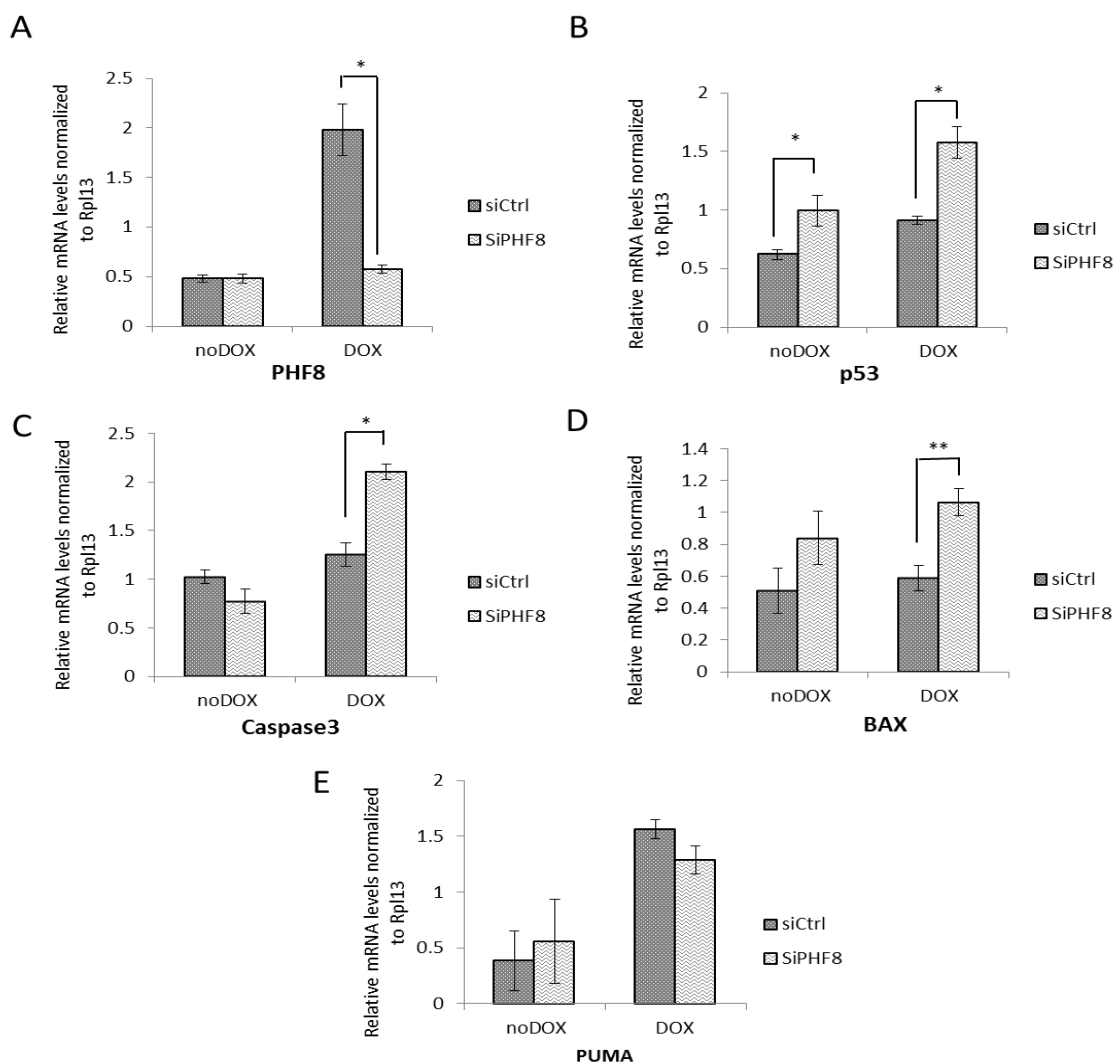 A
Relative mRNA levels normalized
to Rpl13
2.5
2
1.5
1
0.5
0
*
noDOX
DOX
PHF8
siCtrl
SiPHF8
B
Relative mRNA levels normalized
to Rpl13
2
1.5
1
0.5
0
*
*
noDOX
DOX
p53
siCtrl
SiPHF8
C
Relative mRNA levels normalized
to Rpl13
2.5
2
1.5
1
0.5
0
*
noDOX
DOX
Caspase3
siCtrl
SiPHF8
D
Relative mRNA levels normalized
to Rpl13
1.4
1.2
1
0.8
0.6
0.4
0.2
0
**
noDOX
DOX
BAX
siCtrl
SiPHF8
E
Relative mRNA levels normalized
to Rpl13
2
1.5
1
0.5
0
noDOX
DOX
PUMA
siCtrl
SiPHF8